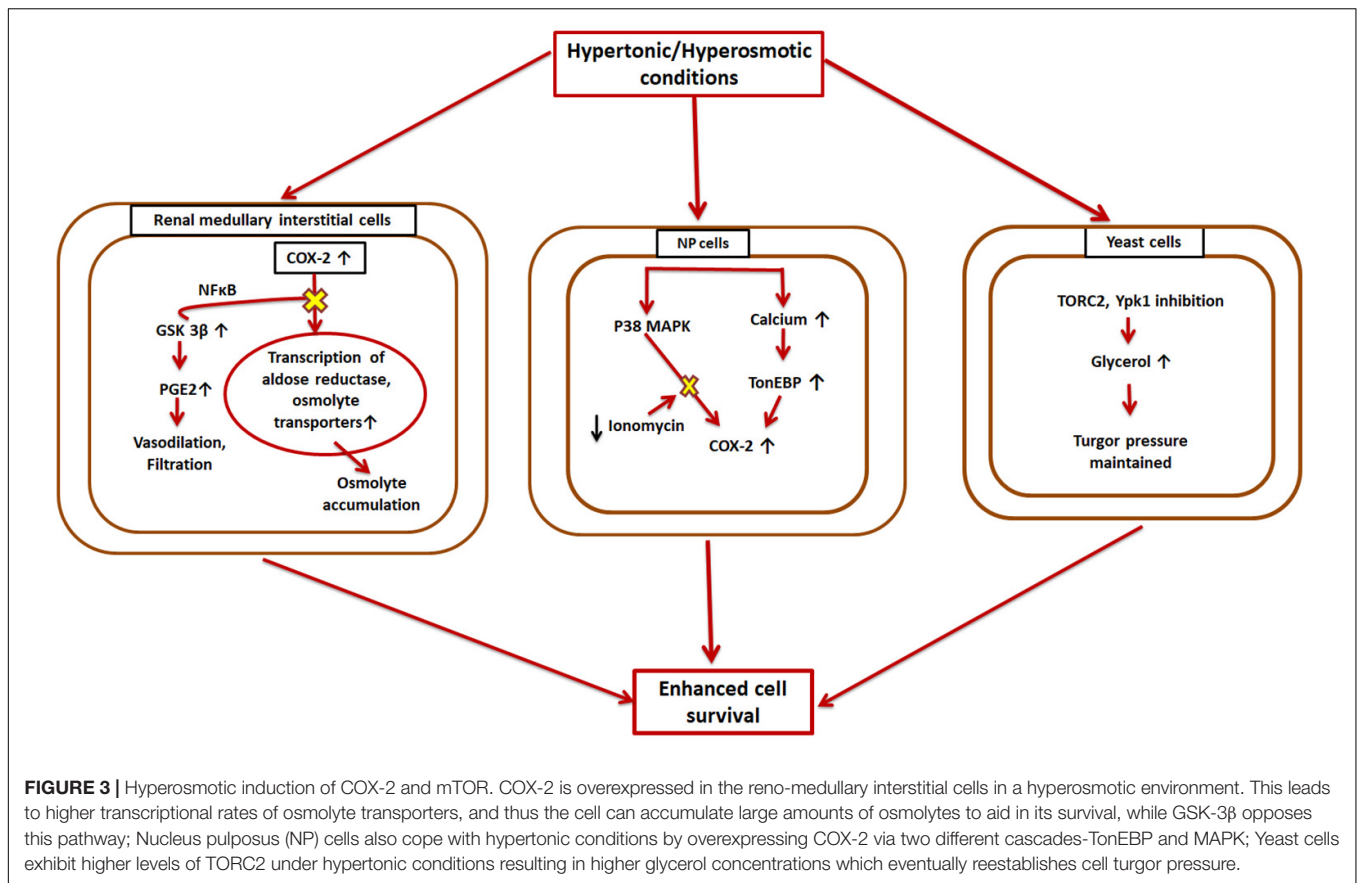 Hypertonic/Hyperosmotic
conditions
Renal medullary interstitial cells
COX-2 ↑
NFκB
GSK 3β ↑
PGE2↑
Vasodilation,
Filtration
Transcription of
aldose reductase,
osmolyte
transporters↑
Osmolyte
accumulation
NP cells
P38 MAPK
Calcium ↑
TonEBP ↑
↓ Ionomycin
COX-2 ↑
Yeast cells
TORC2, Ypk1 inhibition
Glycerol ↑
Turgor pressure
maintained
Enhanced cell
survival
FIGURE 3 | Hyperosmotic induction of COX-2 and mTOR. COX-2 is overexpressed in the reno-medullary interstitial cells in a hyperosmotic environment. This leads
to higher transcriptional rates of osmolyte transporters, and thus the cell can accumulate large amounts of osmolytes to aid in its survival, while GSK-3β opposes
this pathway; Nucleus pulposus (NP) cells also cope with hypertonic conditions by overexpressing COX-2 via two different cascades-TonEBP and MAPK; Yeast cells
exhibit higher levels of TORC2 under hypertonic conditions resulting in higher glycerol concentrations which eventually reestablishes cell turgor pressure.